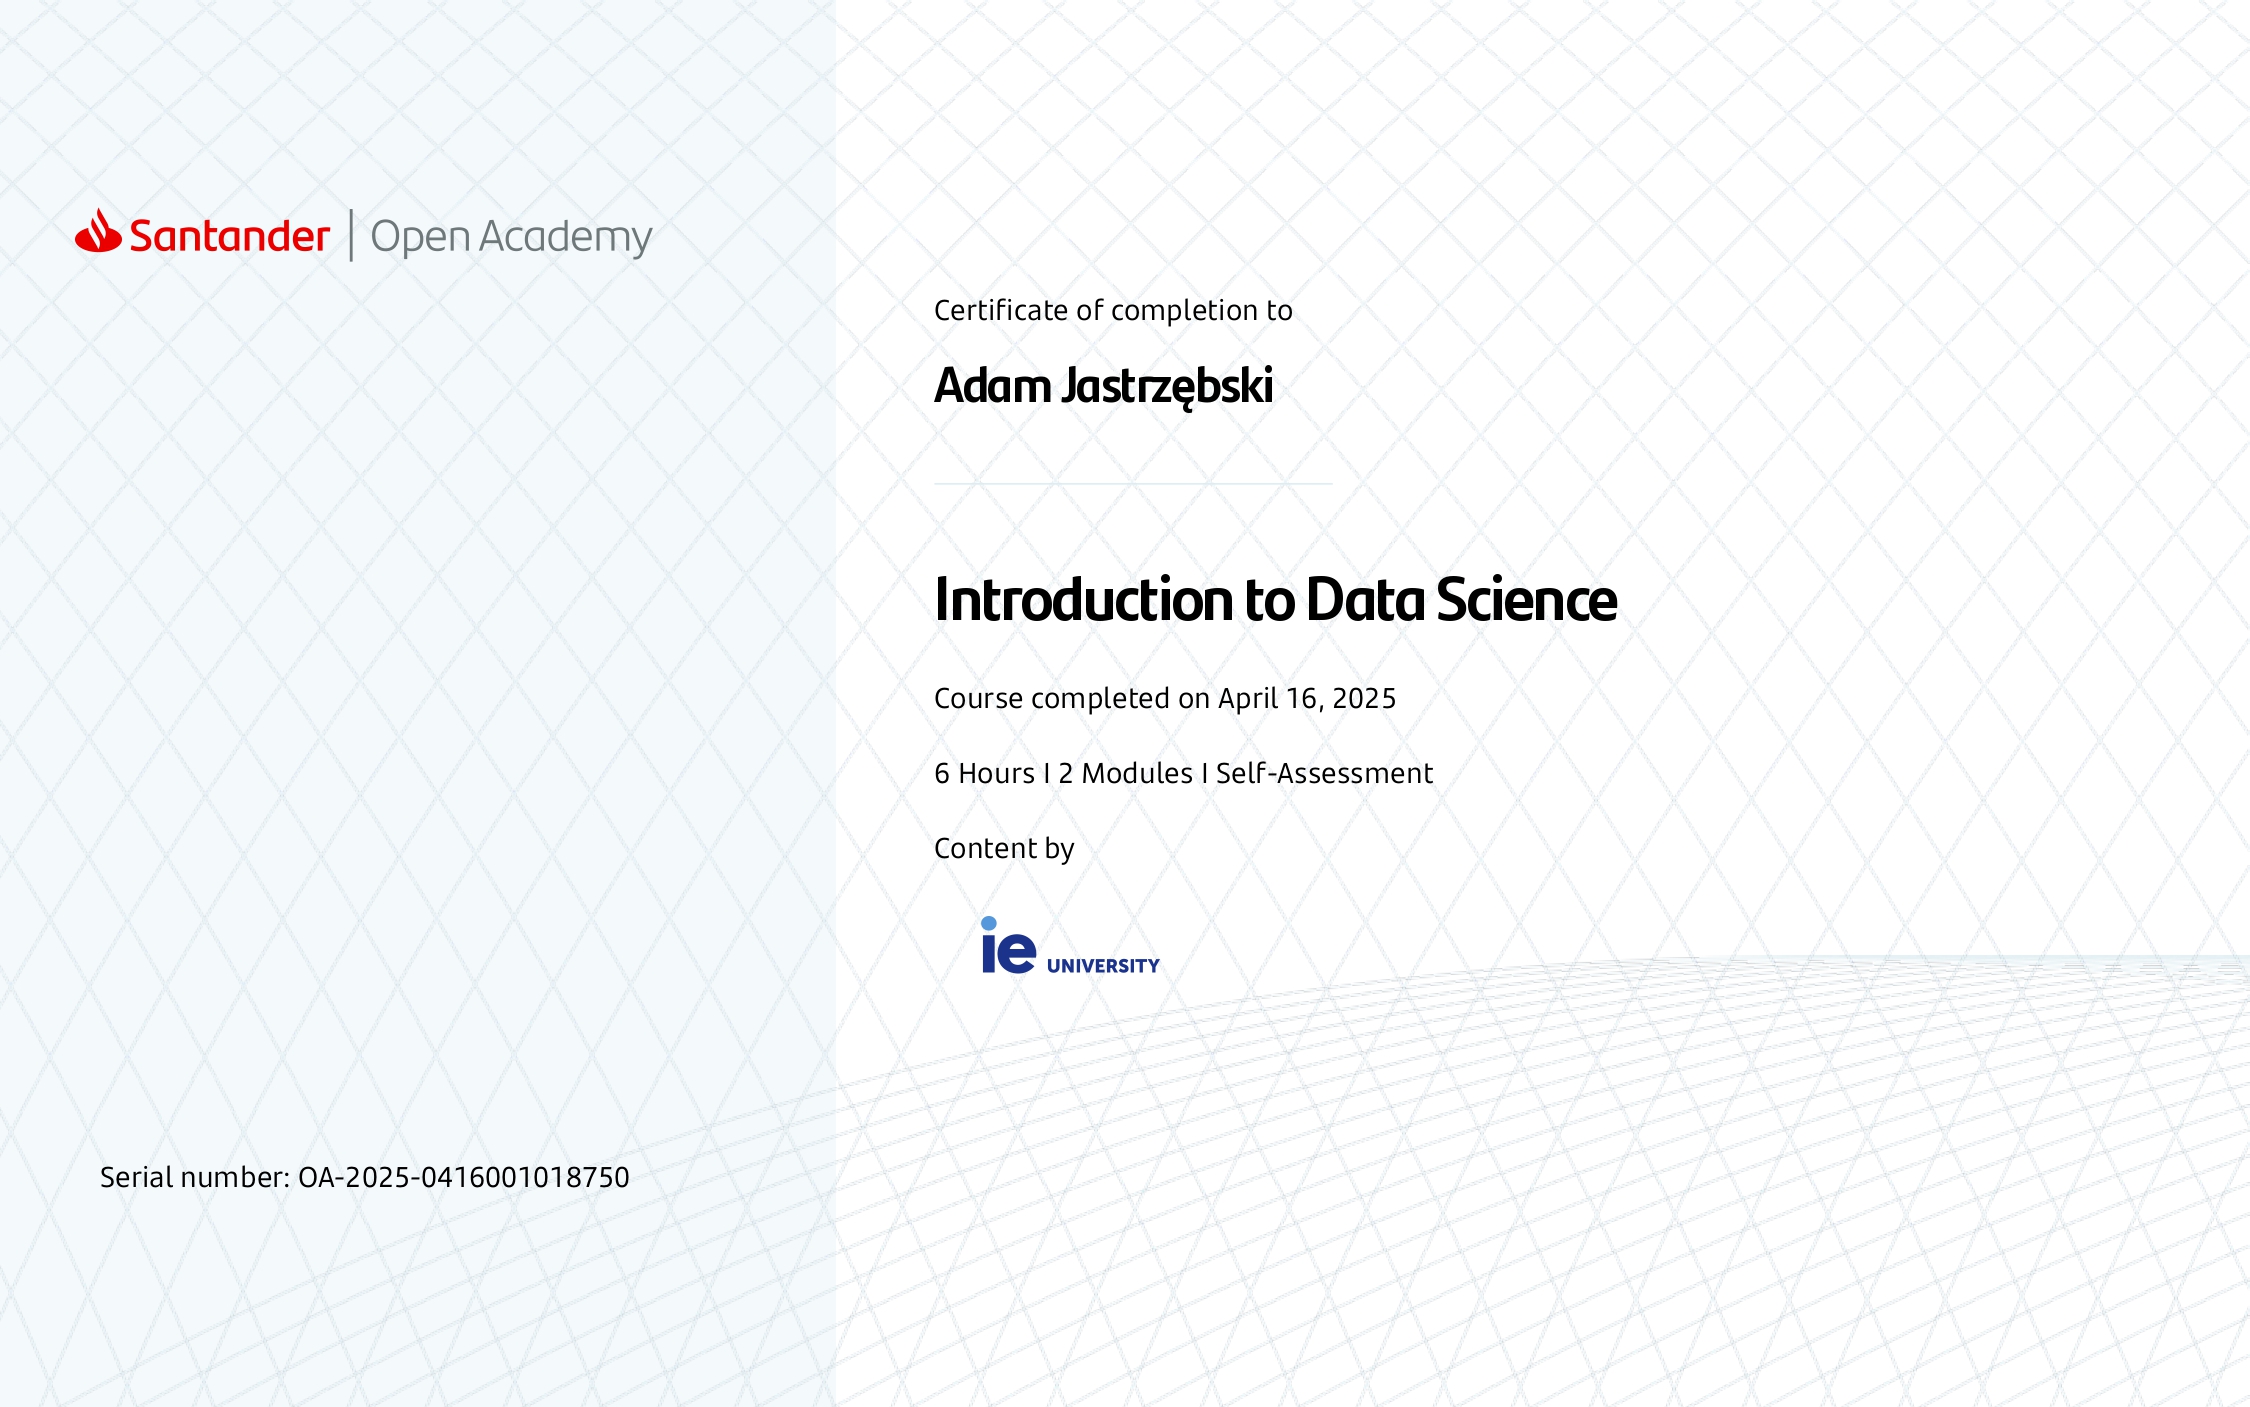 Santander | Open Academy
Certificate of completion to
Adam Jastrzębski
Introduction to Data Science
Course completed on April 16, 2025
6 Hours I 2 Modules I Self-Assessment
Content by
ie UNIVERSITY
Serial number: OA-2025-0416001018750